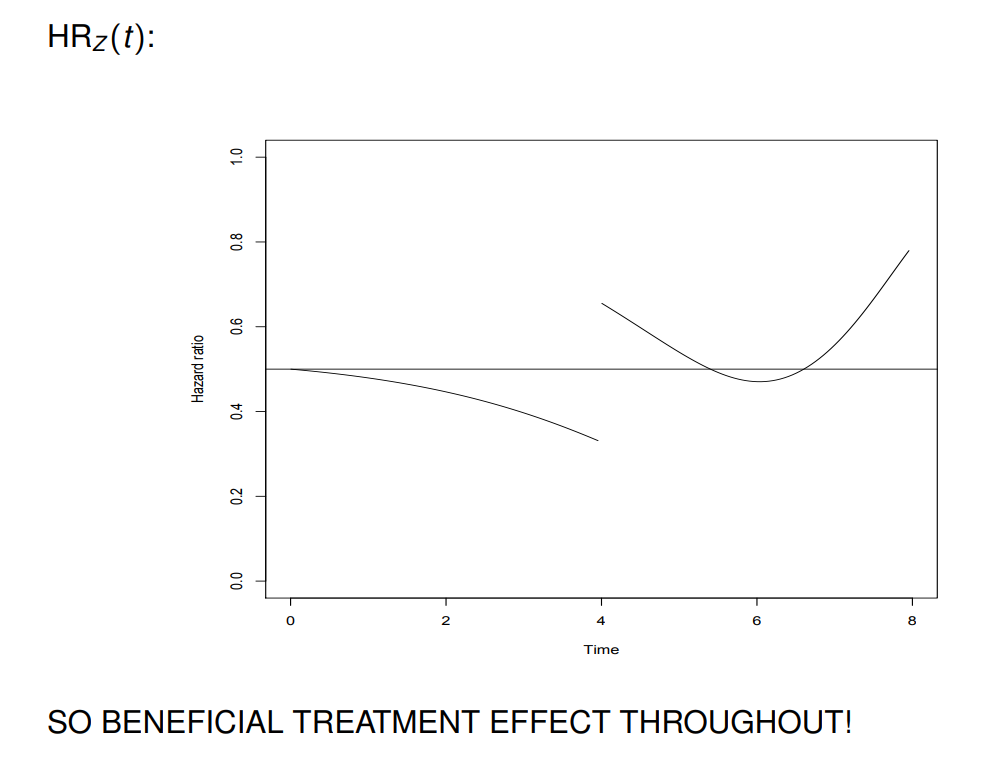 HR_Z(t):
1.0
0.8
0.6
0.4
0.2
0.0
Hazard ratio
0 2 4 6 8
Time
SO BENEFICIAL TREATMENT EFFECT THROUGHOUT!